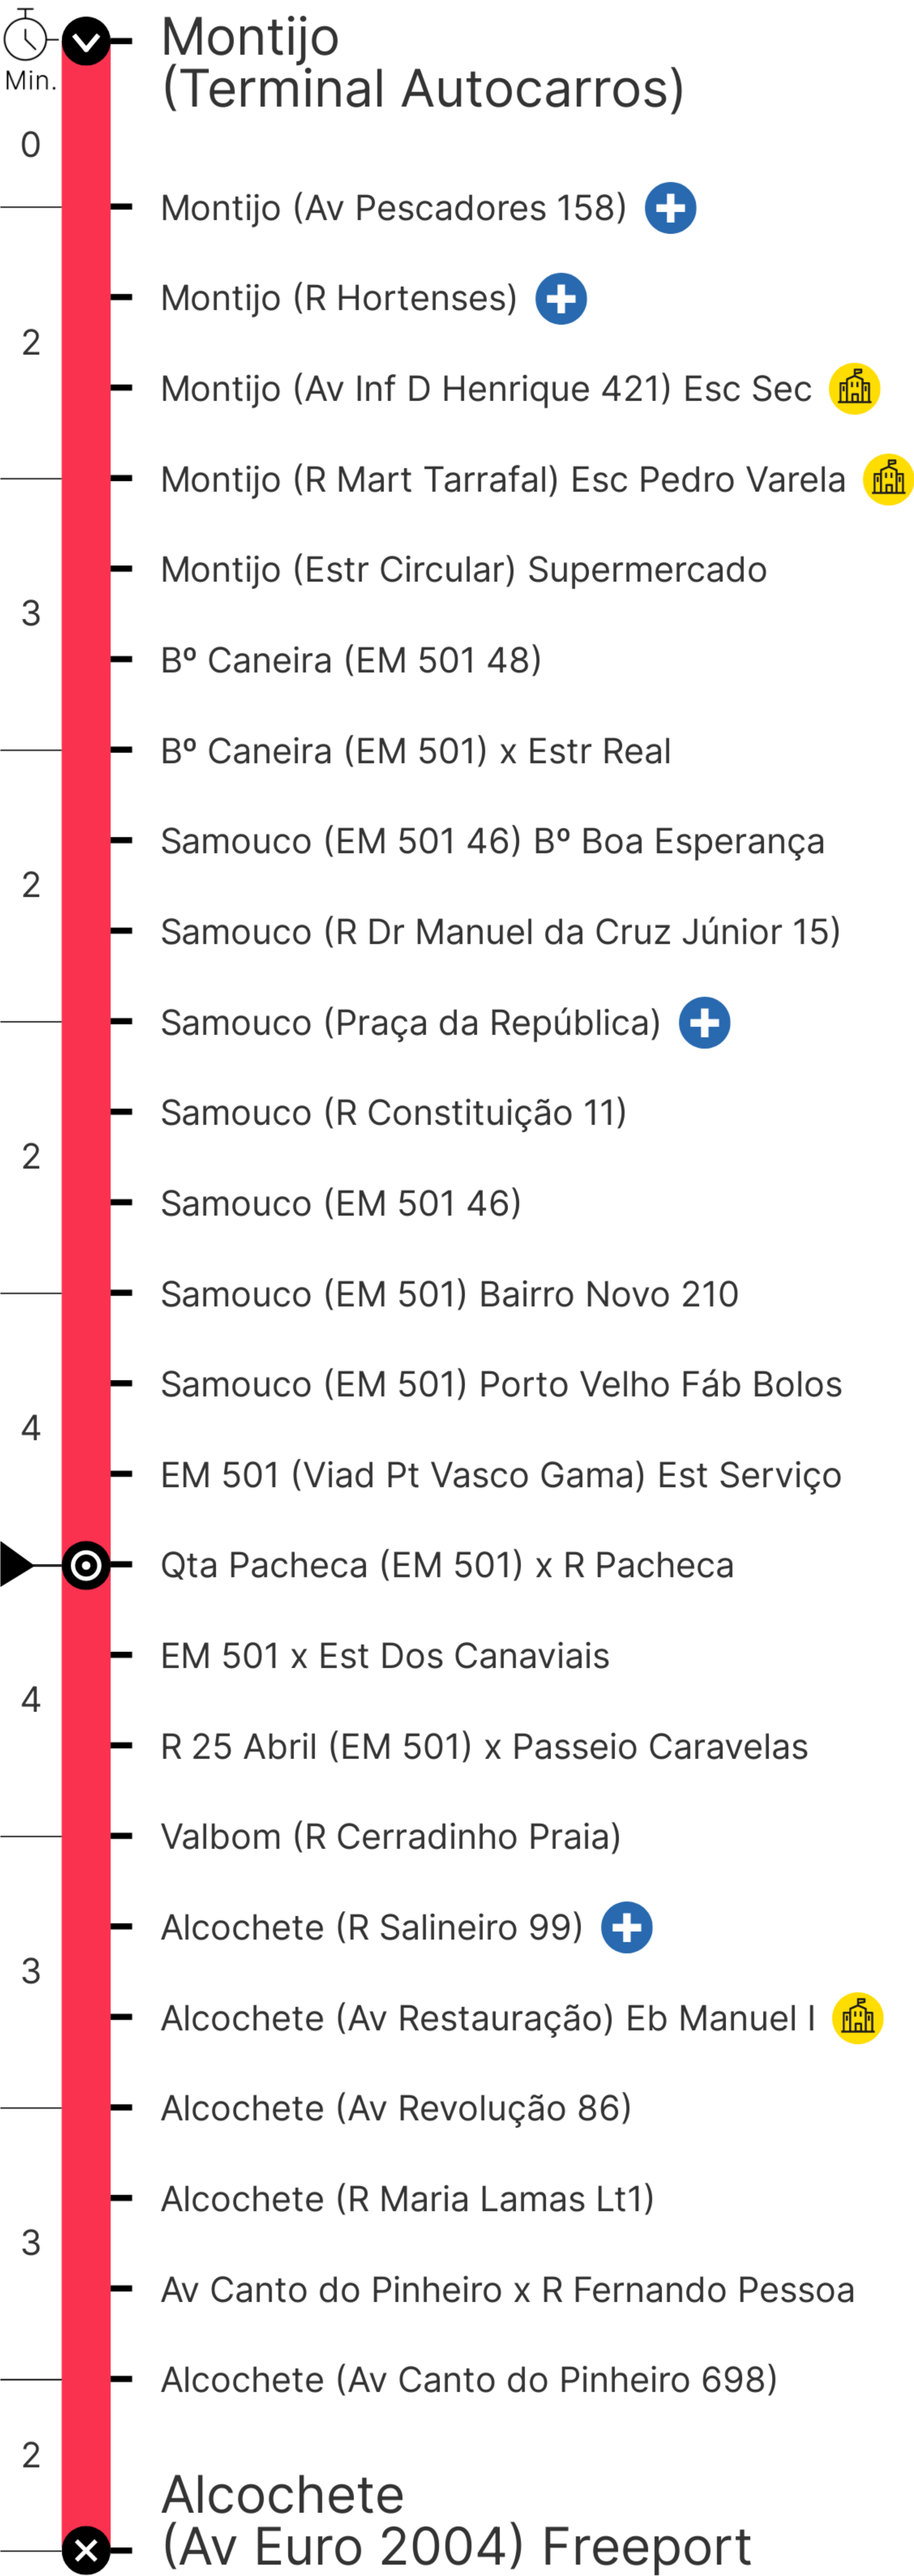 Montijo
(Terminal Autocarros)
Min.
0
Montijo (Av Pescadores 158)
Montijo (R Hortenses)
2
Montijo (Av Inf D Henrique 421) Esc Sec
Montijo (R Mart Tarrafal) Esc Pedro Varela
Montijo (Estr Circular) Supermercado
3
Bº Caneira (EM 501 48)
Bº Caneira (EM 501) x Estr Real
Samouco (EM 501 46) Bº Boa Esperança
2
Samouco (R Dr Manuel da Cruz Júnior 15)
Samouco (Praça da República)
Samouco (R Constituição 11)
2
Samouco (EM 501 46)
Samouco (EM 501) Bairro Novo 210
Samouco (EM 501) Porto Velho Fáb Bolos
4
EM 501 (Viad Pt Vasco Gama) Est Serviço
Qta Pacheca (EM 501) x R Pacheca
EM 501 x Est Dos Canaviais
4
R 25 Abril (EM 501) x Passeio Caravelas
Valbom (R Cerradinho Praia)
Alcochete (R Salineiro 99)
3
Alcochete (Av Restauração) Eb Manuel I
Alcochete (Av Revolução 86)
Alcochete (R Maria Lamas Lt1)
3
Av Canto do Pinheiro x R Fernando Pessoa
Alcochete (Av Canto do Pinheiro 698)
2
Alcochete
(Av Euro 2004) Freeport